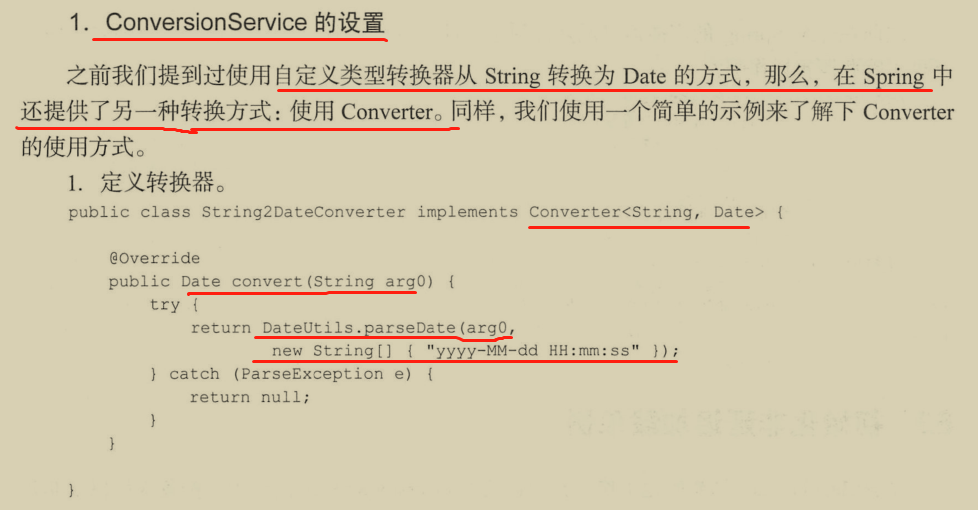 1. ConversionService 的设置
之前我们提到过使用自定义类型转换器从 String 转换为 Date 的方式，那么，在 Spring 中
还提供了另一种转换方式：使用 Converter。同样，我们使用一个简单的示例来了解下 Converter
的使用方式。
1. 定义转换器。
public class String2DateConverter implements Converter<String, Date> {
@Override
public Date convert(String arg0) {
try {
return DateUtils.parseDate(arg0,
new String[] { "yyyy-MM-dd HH:mm:ss" });
} catch (ParseException e) {
return null;
}
}
}